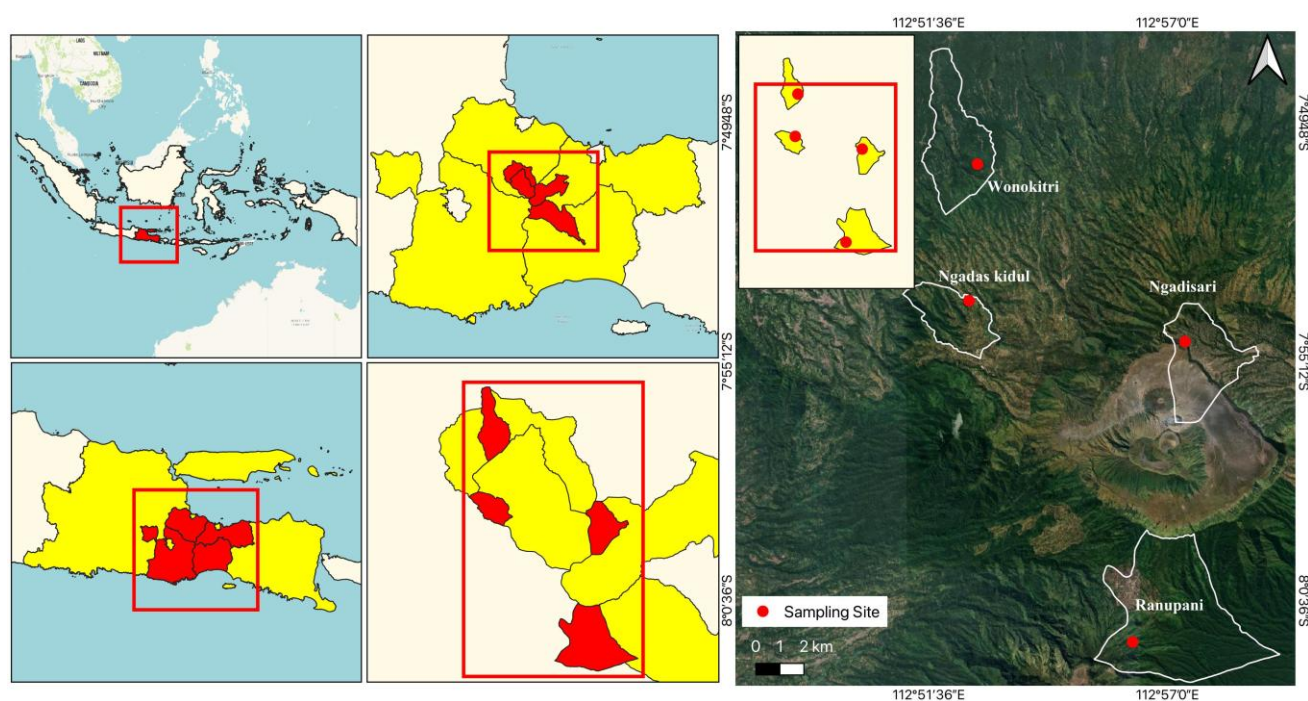 LAOS
CAMBODIA
112°51'36"E
112°57'0"E
7°49'48"S
7°49'48"S
Wonokitri
Ngadas kidul
Ngadisari
7°55'12"S
7°55'12"S
8°0'36"S
8°0'36"S
Ranupani
Sampling Site
0 1 2 km
112°51'36"E
112°57'0"E